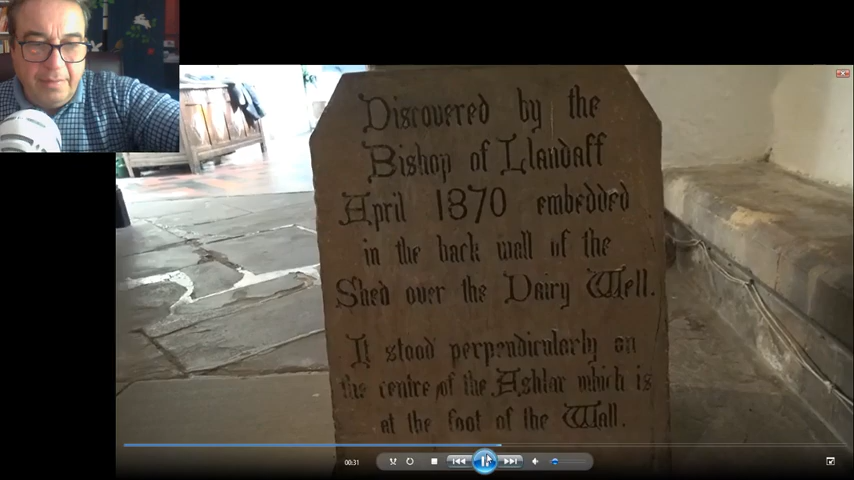 Discovered by the
Bishop of Llandaff
April 1870 embedded
in the back wall of the
Shed over the Dairy Well.
It stood perpendicularly on
the centre of the Ashlar which is
at the foot of the Wall.
00:31